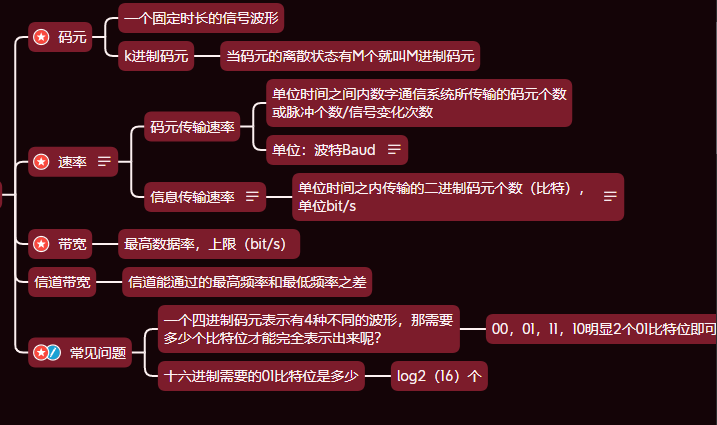 码元
一个固定时长的信号波形
k进制码元
当码元的离散状态有M个就叫M进制码元
速率
码元传输速率
单位时间之间内数字通信系统所传输的码元个数
或脉冲个数/信号变化次数
单位：波特Baud
信息传输速率
单位时间之内传输的二进制码元个数（比特），
单位bit/s
带宽
最高数据率，上限（bit/s）
信道带宽
信道能通过的最高频率和最低频率之差
常见问题
一个四进制码元表示有4种不同的波形，那需要
多少个比特位才能完全表示出来呢？
00，01，11，10明显2个01比特位即可
十六进制需要的01比特位是多少
log2（16）个